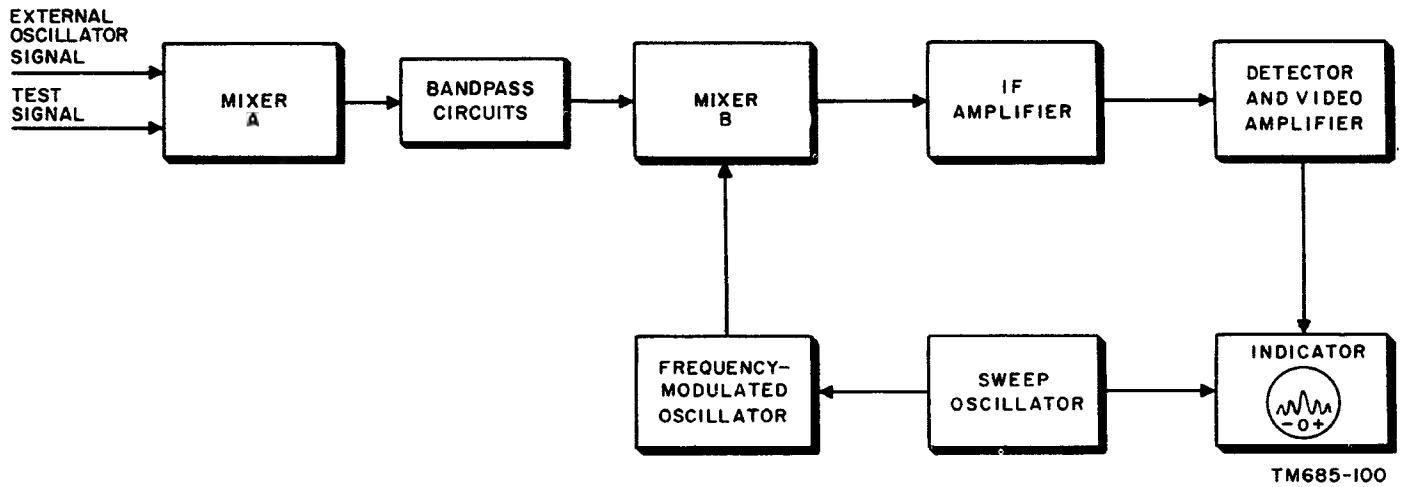 EXTERNAL
OSCILLATOR
SIGNAL
TEST
SIGNAL
MIXER
A
BANDPASS
CIRCUITS
MIXER
B
IF
AMPLIFIER
DETECTOR
AND VIDEO
AMPLIFIER
FREQUENCY-
MODULATED
OSCILLATOR
SWEEP
OSCILLATOR
INDICATOR
- 0 +
TM685-100